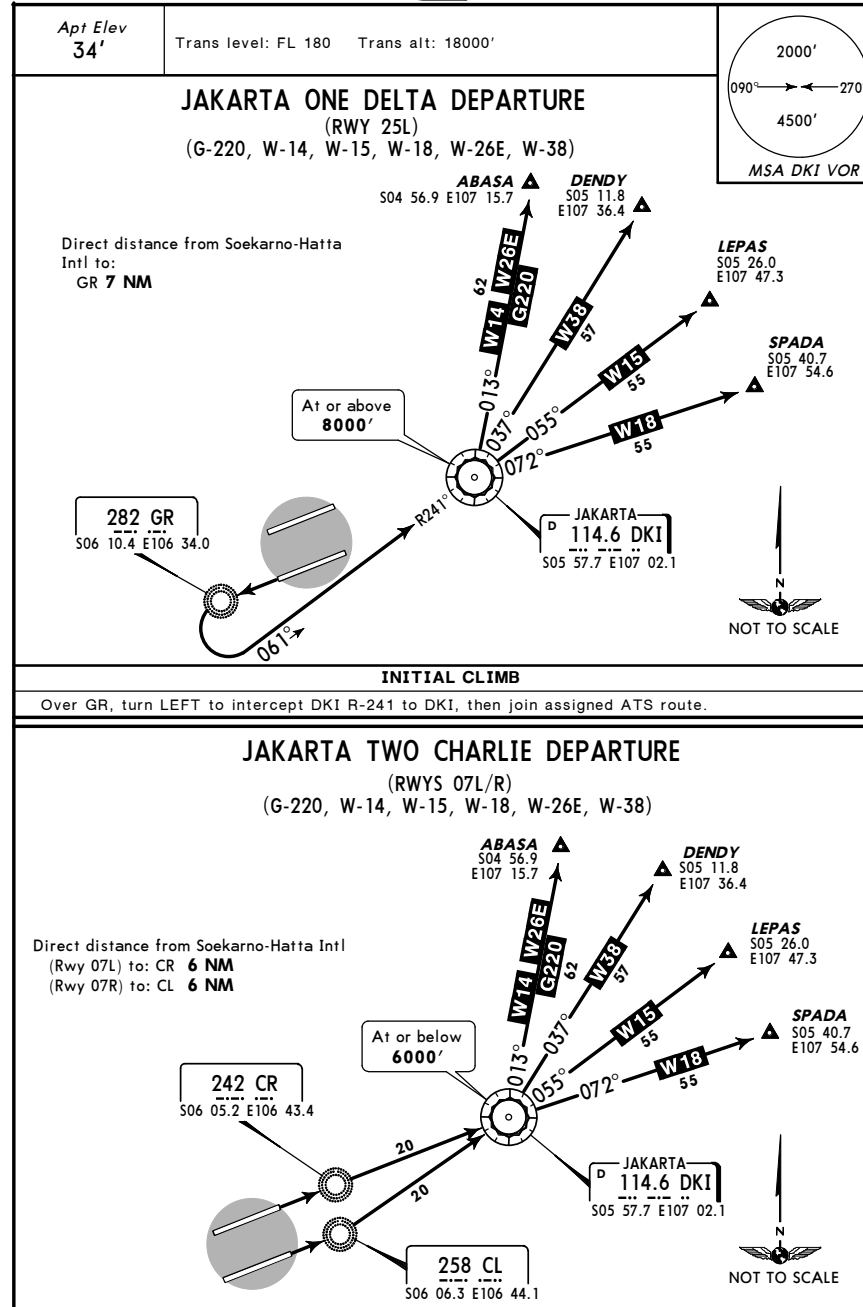 Apt Elev
34'
Trans level: FL 180 Trans alt: 18000'
2000'
090°
270
4500'
MSA DKI VOR
JAKARTA ONE DELTA DEPARTURE
(RWY 25L)
(G-220, W-14, W-15, W-18, W-26E, W-38)
Direct distance from Soekarno-Hatta
Intl to:
GR 7 NM
ABASA
S04 56.9 E107 15.7
DENDY
S05 11.8
E107 36.4
LEPAS
S05 26.0
E107 47.3
SPADA
S05 40.7
E107 54.6
62
W14 W26E
G220
013°
W38
57
037°
W15
55
055°
W18
55
072°
At or above
8000'
R241°
JAKARTA
D 114.6 DKI
S05 57.7 E107 02.1
282 GR
S06 10.4 E106 34.0
061°
N
NOT TO SCALE
INITIAL CLIMB
Over GR, turn LEFT to intercept DKI R-241 to DKI, then join assigned ATS route.
JAKARTA TWO CHARLIE DEPARTURE
(RWYS 07L/R)
(G-220, W-14, W-15, W-18, W-26E, W-38)
Direct distance from Soekarno-Hatta Intl
(Rwy 07L) to: CR 6 NM
(Rwy 07R) to: CL 6 NM
ABASA
S04 56.9
E107 15.7
DENDY
S05 11.8
E107 36.4
LEPAS
S05 26.0
E107 47.3
SPADA
S05 40.7
E107 54.6
W14 W26E
G220
62
013°
W38
57
037°
W15
55
055°
W18
55
072°
At or below
6000'
242 CR
S06 05.2 E106 43.4
20
20
JAKARTA
D 114.6 DKI
S05 57.7 E107 02.1
258 CL
S06 06.3 E106 44.1
N
NOT TO SCALE